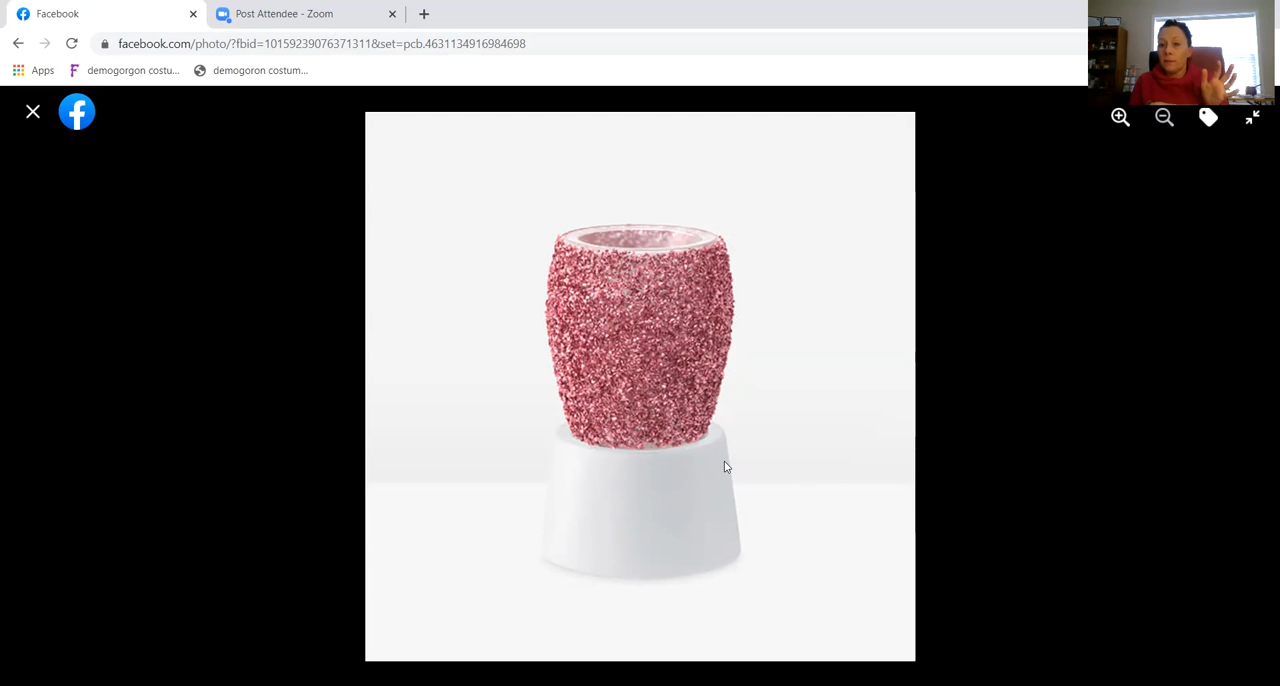 Facebook
Post Attendee - Zoom
facebook.com/photo/?fbid=10159239076371311&set=pcb.4631134916984698
Apps
demogorgon costu...
demogoron costum...